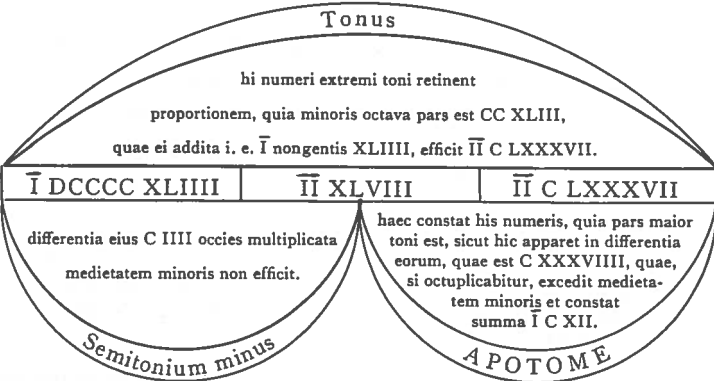 Tonus
hi numeri extremi toni retinent
proportionem, quia minoris octava pars est CC XLIII,
quae ei addita i. e. I̅ nongentis XLIIII, efficit I̅I̅ C LXXXVII.
I̅ DCCCC XLIIII I̅I̅ XLVIII I̅I̅ C LXXXVII
differentia eius C IIII occies multiplicata
medietatem minoris non efficit.
haec constat his numeris, quia pars maior
toni est, sicut hic apparet in differentia
eorum, quae est C XXXVIIII, quae,
si octuplicabitur, excedit medieta-
tem minoris et constat
summa I̅ C XII.
Semitonium minus
APOTOME